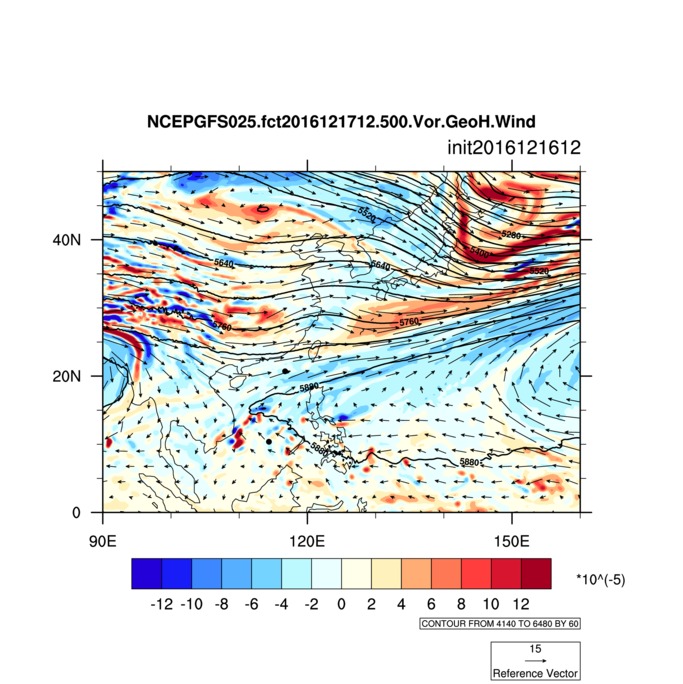 NCEPGFS025.fct2016121712.500.Vor.GeoH.Wind
init2016121612
5520
5280
40N
5400
5640
5640
5520
5760
5760
20N
5880
5880
5880
0
90E 120E 150E
-12 -10 -8 -6 -4 -2 0 2 4 6 8 10 12
*10^(-5)
CONTOUR FROM 4140 TO 6480 BY 60
15
Reference Vector